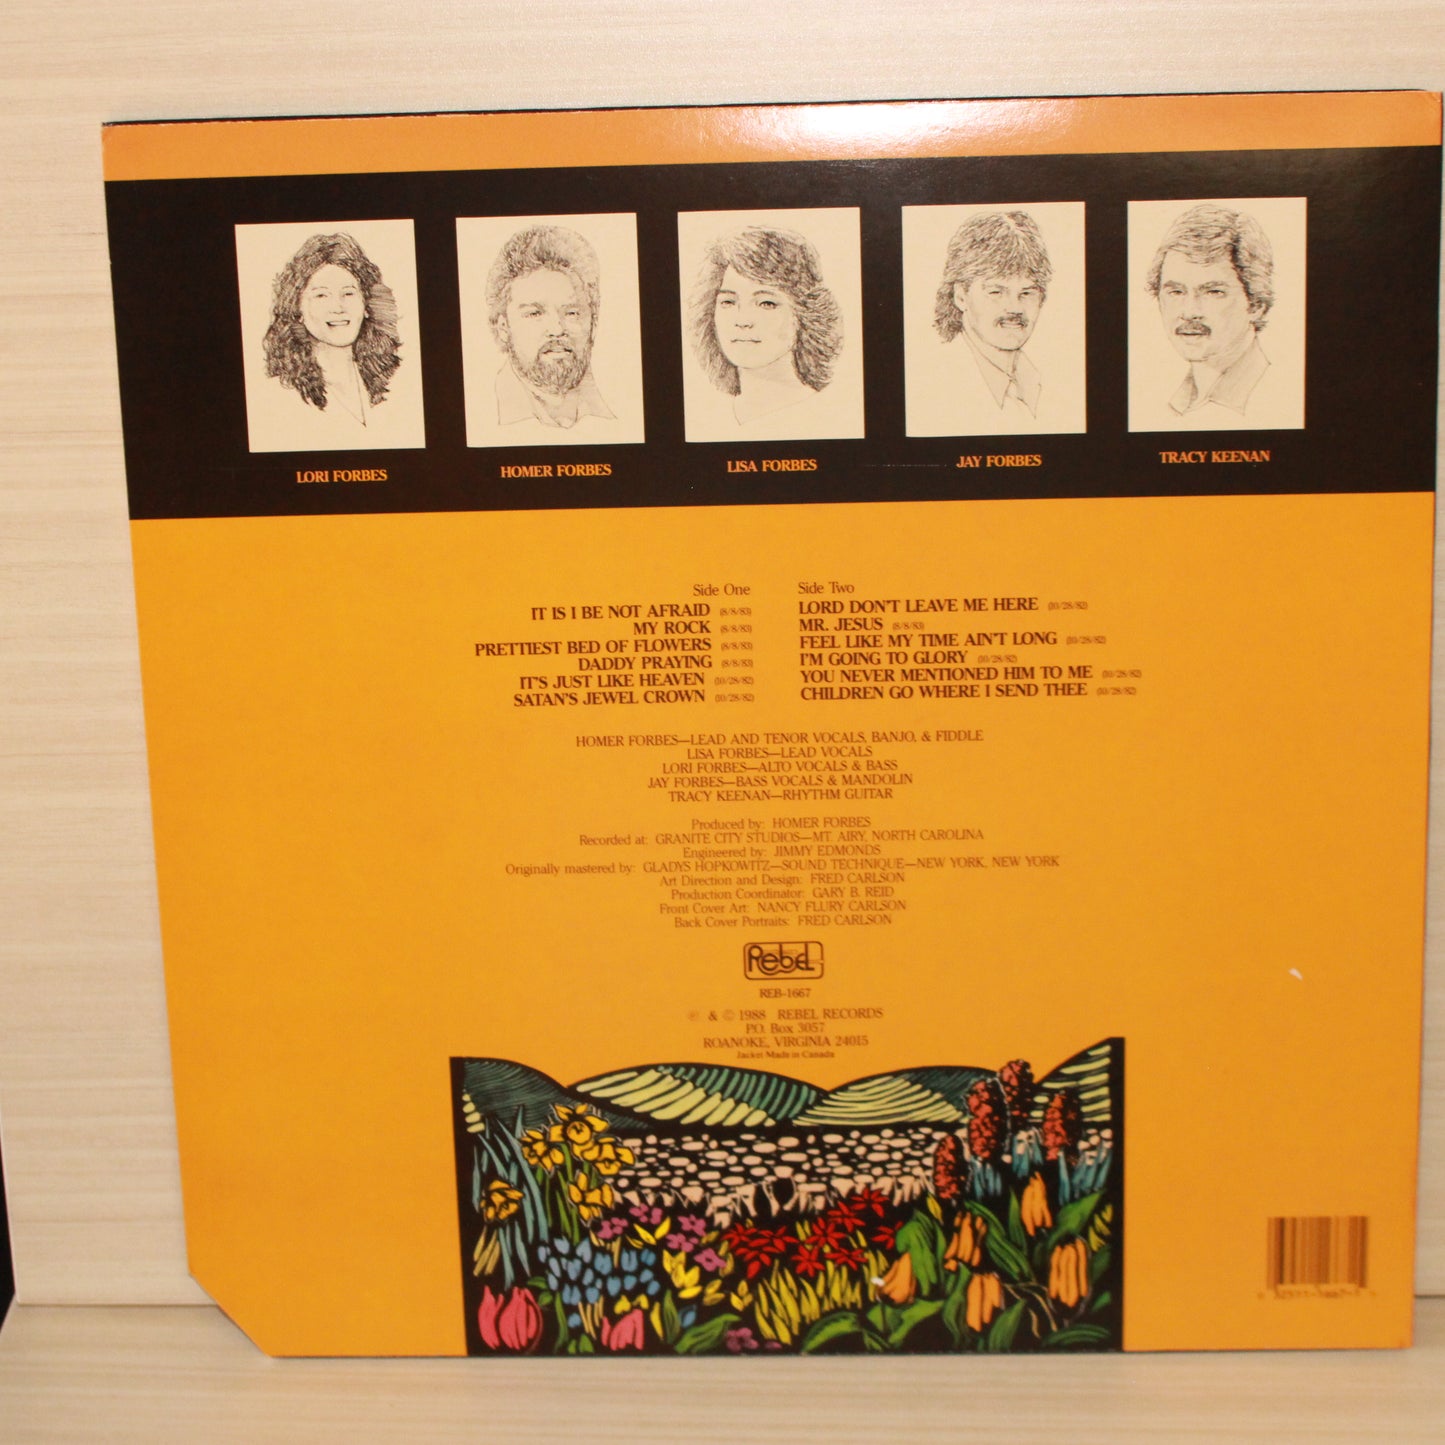 LORI FORBES
HOMER FORBES
LISA FORBES
JAY FORBES
TRACY KEENAN
Side One
IT IS I BE NOT AFRAID (8/8/83)
MY ROCK (8/8/83)
PRETTIEST BED OF FLOWERS (8/8/83)
DADDY PRAYING (8/8/83)
IT'S JUST LIKE HEAVEN (10/28/82)
SATAN'S JEWEL CROWN (10/28/82)
Side Two
LORD DON'T LEAVE ME HERE (10/28/82)
MR. JESUS (8/8/83)
FEEL LIKE MY TIME AIN'T LONG (10/28/82)
I'M GOING TO GLORY (10/28/82)
YOU NEVER MENTIONED HIM TO ME (10/28/82)
CHILDREN GO WHERE I SEND THEE (10/28/82)
HOMER FORBES—LEAD AND TENOR VOCALS, BANJO, & FIDDLE
LISA FORBES—LEAD VOCALS
LORI FORBES—ALTO VOCALS & BASS
JAY FORBES—BASS VOCALS & MANDOLIN
TRACY KEENAN—RHYTHM GUITAR
Produced by: HOMER FORBES
Recorded at: GRANITE CITY STUDIOS—MT. AIRY, NORTH CAROLINA
Engineered by: JIMMY EDMONDS
Originally mastered by: GLADYS HOPKOWITZ—SOUND TECHNIQUE—NEW YORK, NEW YORK
Art Direction and Design: FRED CARLSON
Production Coordinator: GARY B. REID
Front Cover Art: NANCY FLURY CARLSON
Back Cover Portraits: FRED CARLSON
Rebel
REB-1667
℗ & © 1988 REBEL RECORDS
P.O. Box 3057
ROANOKE, VIRGINIA 24015
Jacket Made in Canada